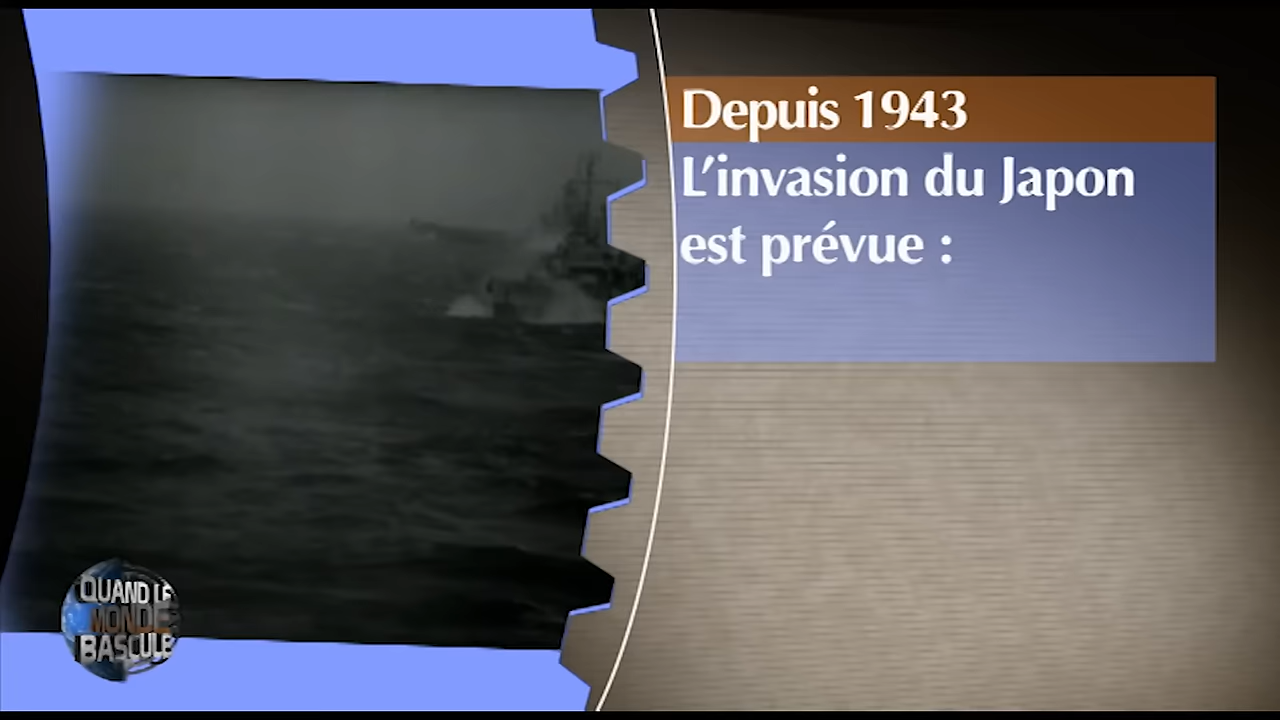 Depuis 1943
L'invasion du Japon
est prévue :
QUAND LE
MONDE
BASCULE